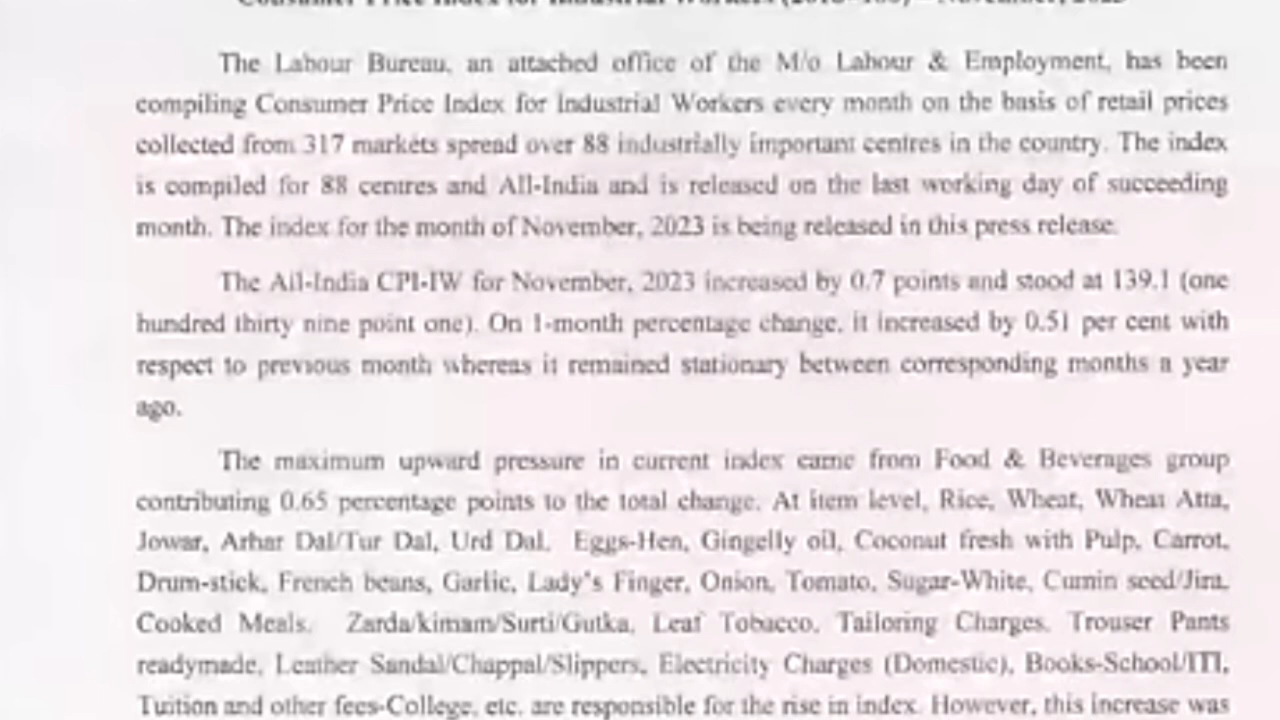 Consumer Price Index for Industrial Workers (2016=100) – November, 2023
The Labour Bureau, an attached office of the M/o Labour & Employment, has been
compiling Consumer Price Index for Industrial Workers every month on the basis of retail prices
collected from 317 markets spread over 88 industrially important centres in the country. The index
is compiled for 88 centres and All-India and is released on the last working day of succeeding
month. The index for the month of November, 2023 is being released in this press release.
The All-India CPI-IW for November, 2023 increased by 0.7 points and stood at 139.1 (one
hundred thirty nine point one). On 1-month percentage change, it increased by 0.51 per cent with
respect to previous month whereas it remained stationary between corresponding months a year
ago.
The maximum upward pressure in current index came from Food & Beverages group
contributing 0.65 percentage points to the total change. At item level, Rice, Wheat, Wheat Atta,
Jowar, Arhar Dal/Tur Dal, Urd Dal, Eggs-Hen, Gingelly oil, Coconut fresh with Pulp, Carrot,
Drum-stick, French beans, Garlic, Lady's Finger, Onion, Tomato, Sugar-White, Cumin seed/Jira,
Cooked Meals, Zarda/kimam/Surti/Gutka, Leaf Tobacco, Tailoring Charges, Trouser Pants
readymade, Leather Sandal/Chappal/Slippers, Electricity Charges (Domestic), Books-School/ITI,
Tuition and other fees-College, etc. are responsible for the rise in index. However, this increase was